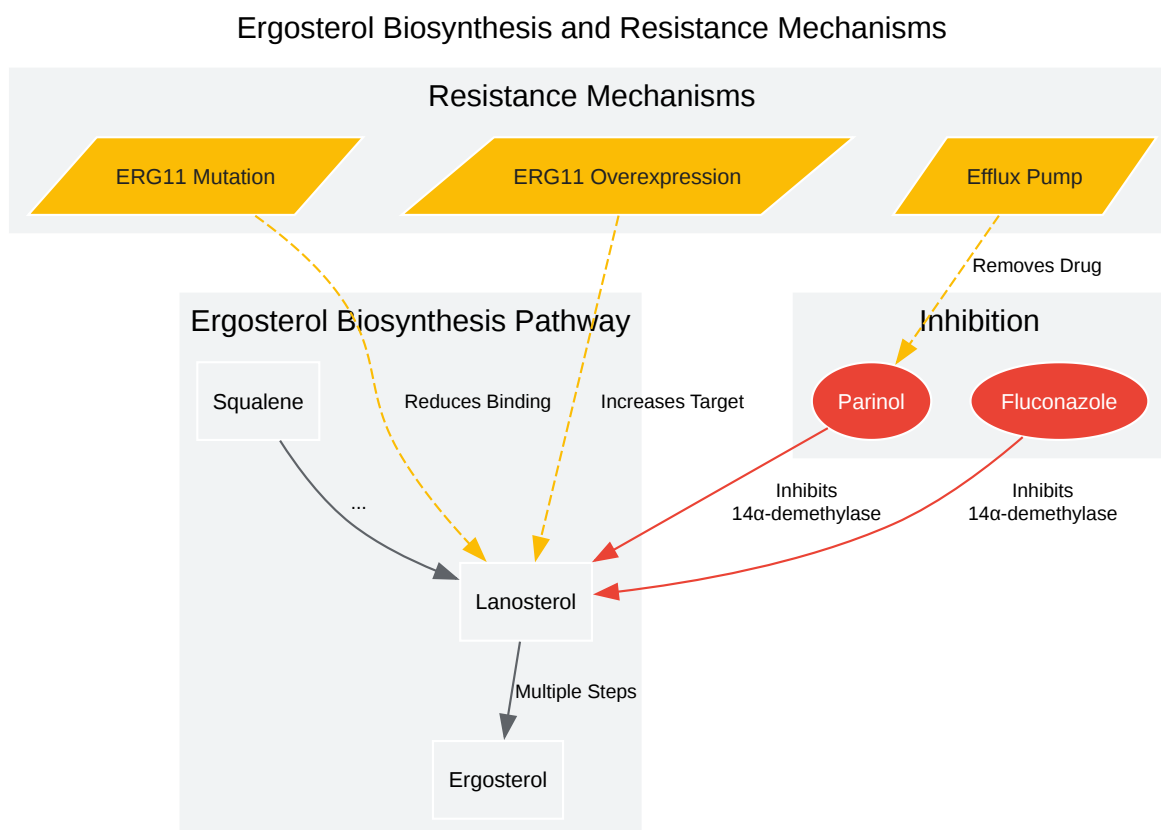 Ergosterol Biosynthesis and Resistance Mechanisms
Resistance Mechanisms
ERG11 Mutation
ERG11 Overexpression
Efflux Pump
Removes Drug
Ergosterol Biosynthesis Pathway
Inhibition
Squalene
Reduces Binding
Increases Target
Parinol
Fluconazole
...
Inhibits
14α-demethylase
Inhibits
14α-demethylase
Lanosterol
Multiple Steps
Ergosterol